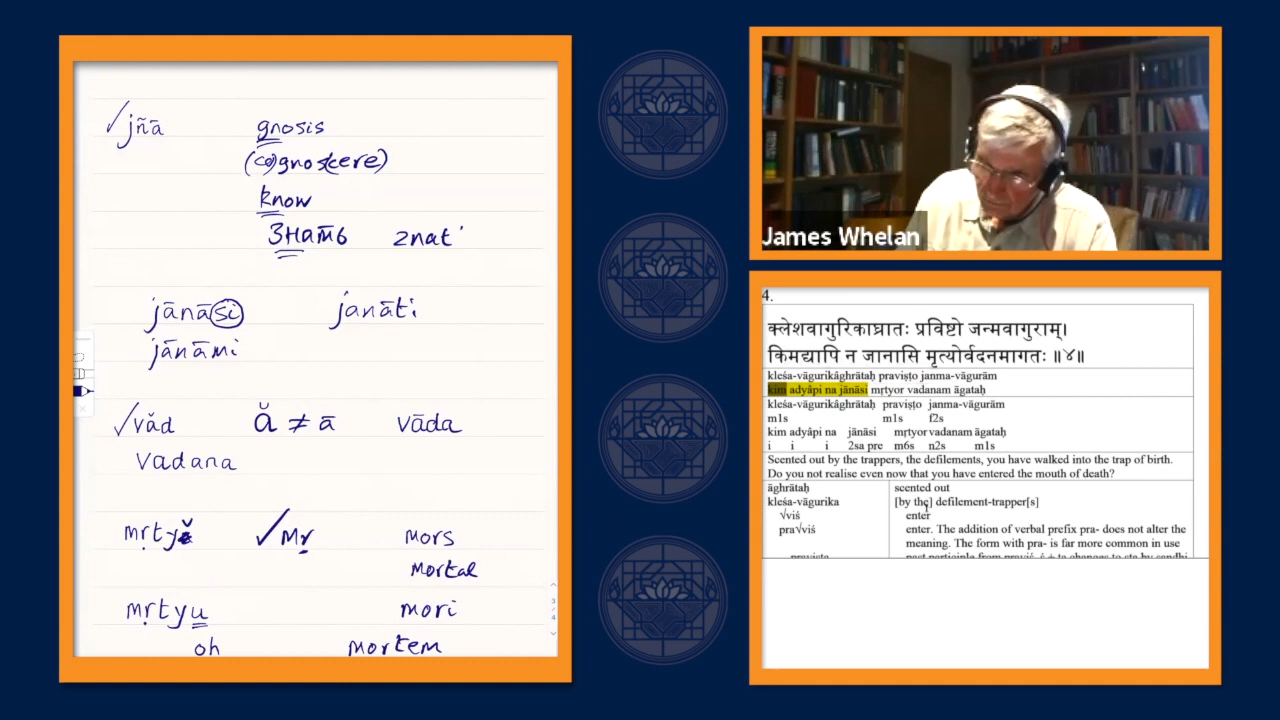 √jñā gnosis
(co)gnoscere)
know
знать znat'
jānāsi janāti
jānāmi
√văd ă ≠ ā vāda
vadana
mṛty √mṛ mors
mortal
mṛtyu mori
oh mortem
James Whelan
4.
क्लेशवागुरिकाघ्रातः प्रविष्टो जन्मवागुराम्।
किमद्यापि न जानासि मृत्योर्वदनमागतः ॥४॥
kleśa-vāgurikâghrātaḥ praviṣṭo janma-vāgurām
kim adyâpi na jānāsi mṛtyor vadanam āgataḥ
kleśa-vāgurikâghrātaḥ praviṣṭo janma-vāgurām
m1s m1s f2s
kim adyâpi na jānāsi mṛtyor vadanam āgataḥ
i i i 2sa pre m6s n2s m1s
Scented out by the trappers, the defilements, you have walked into the trap of birth.
Do you not realise even now that you have entered the mouth of death?
āghrātaḥ scented out
kleśa-vāgurika [by the] defilement-trapper[s]
√viś enter
pra√viś enter. The addition of verbal prefix pra- does not alter the
meaning. The form with pra- is far more common in use
3
4